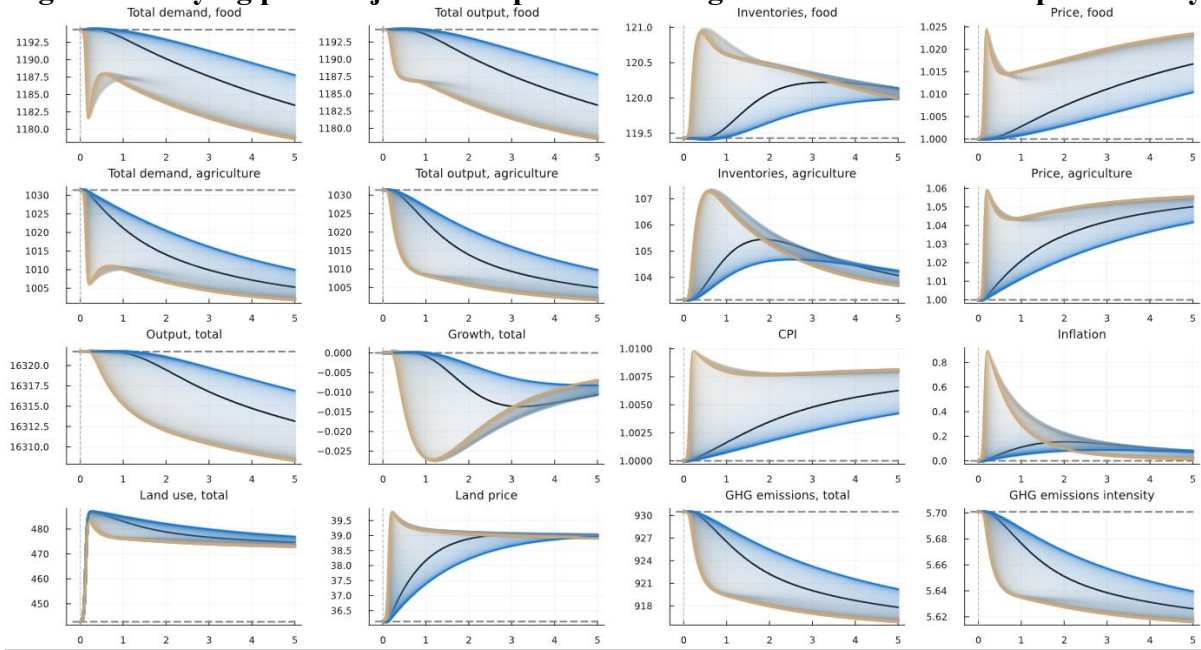 Total demand, food Total output, food Inventories, food Price, food
1192.5 1192.5 121.0 1.025
1190.0 1190.0 120.5 1.020
1187.5 1187.5 1.015
1185.0 1185.0 120.0 1.010
1182.5 1182.5 1.005
1180.0 1180.0 119.5 1.000
0 1 2 3 4 5 0 1 2 3 4 5 0 1 2 3 4 5 0 1 2 3 4 5
Total demand, agriculture Total output, agriculture Inventories, agriculture Price, agriculture
1030 1030 107 1.06
1025 1025 106 1.05
1020 1020 1.04
1015 1015 105 1.03
1010 1010 104 1.02
1005 1005 1.01
1.00
0 1 2 3 4 5 0 1 2 3 4 5 0 1 2 3 4 5 0 1 2 3 4 5
Output, total Growth, total CPI Inflation
16320.0 0.000 1.0100 0.8
16317.5 −0.005 1.0075 0.6
16315.0 −0.010 1.0050 0.4
16312.5 −0.015 1.0025 0.2
16310.0 −0.020 1.0000 0.0
−0.025
0 1 2 3 4 5 0 1 2 3 4 5 0 1 2 3 4 5 0 1 2 3 4 5
Land use, total Land price GHG emissions, total GHG emissions intensity
480 39.5 930 5.70
470 39.0 927 5.68
460 38.5 924 5.66
450 38.0 921 5.64
37.5 918 5.62
37.0
36.5
0 1 2 3 4 5 0 1 2 3 4 5 0 1 2 3 4 5 0 1 2 3 4 5